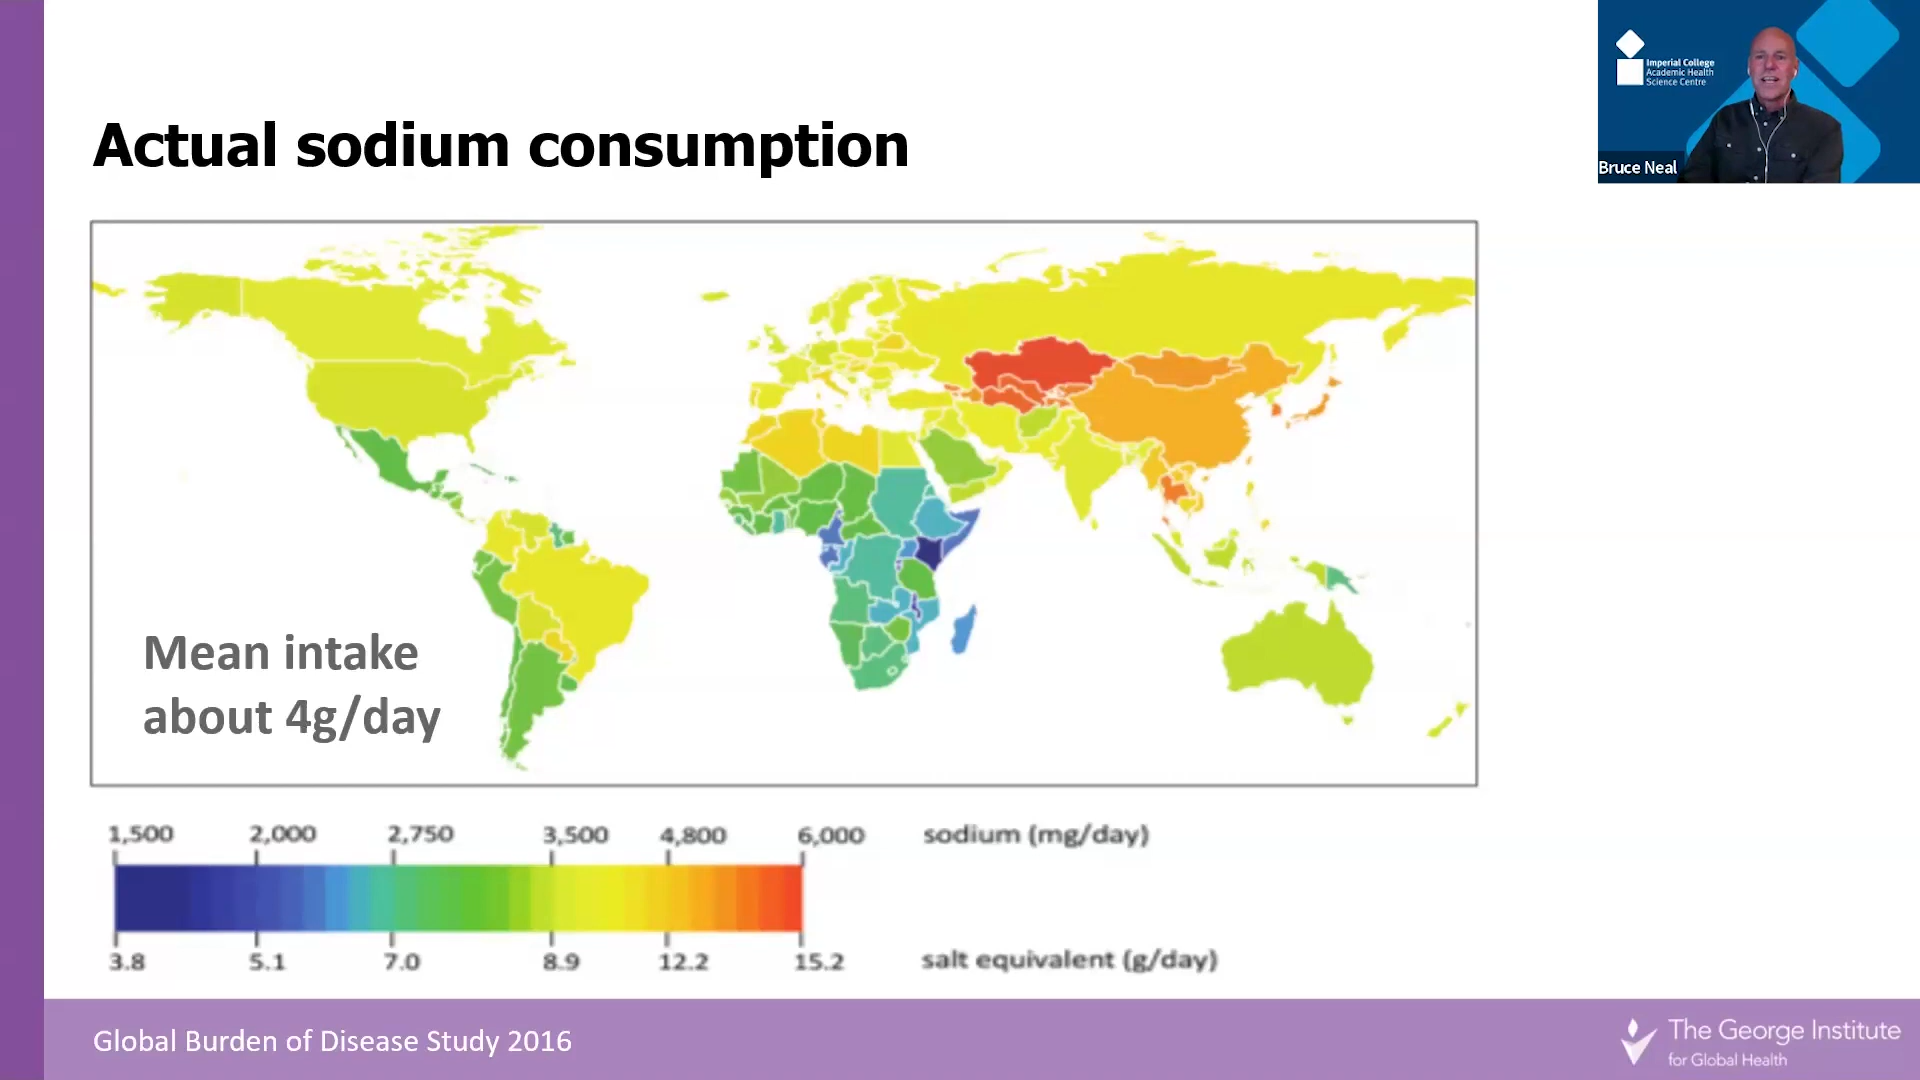 Imperial College
Academic Health
Science Centre
Bruce Neal
Actual sodium consumption
Mean intake
about 4g/day
1,500 2,000 2,750 3,500 4,800 6,000 sodium (mg/day)
3.8 5.1 7.0 8.9 12.2 15.2 salt equivalent (g/day)
Global Burden of Disease Study 2016
The George Institute
for Global Health